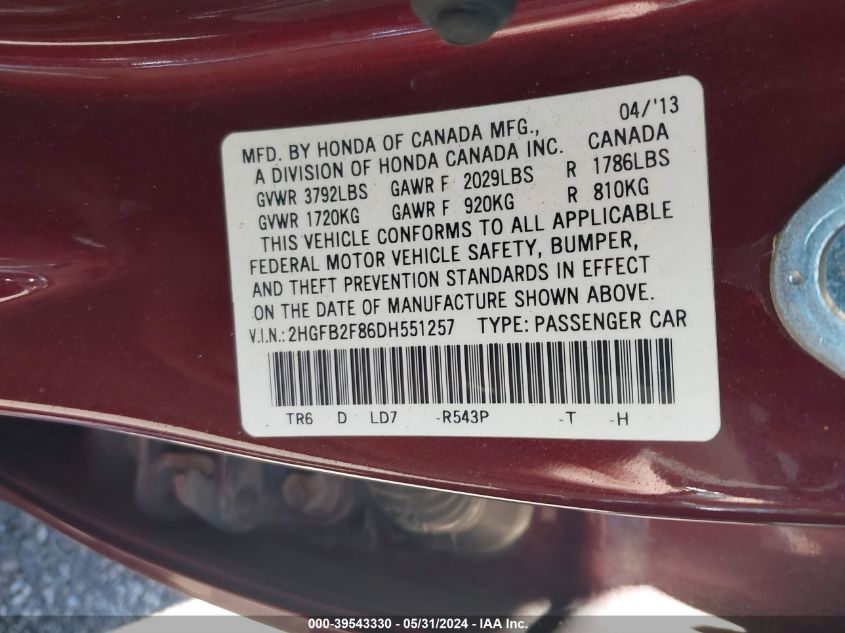 04/'13
MFD. BY HONDA OF CANADA MFG., CANADA
A DIVISION OF HONDA CANADA INC.
GVWR 3792LBS GAWR F 2029LBS R 1786LBS
GVWR 1720KG GAWR F 920KG R 810KG
THIS VEHICLE CONFORMS TO ALL APPLICABLE
FEDERAL MOTOR VEHICLE SAFETY, BUMPER,
AND THEFT PREVENTION STANDARDS IN EFFECT
ON THE DATE OF MANUFACTURE SHOWN ABOVE.
V.I.N.: 2HGFB2F86DH551257 TYPE: PASSENGER CAR
TR6 D LD7 -R543P -T -H
000-39543330 - 05/31/2024 - IAA Inc.